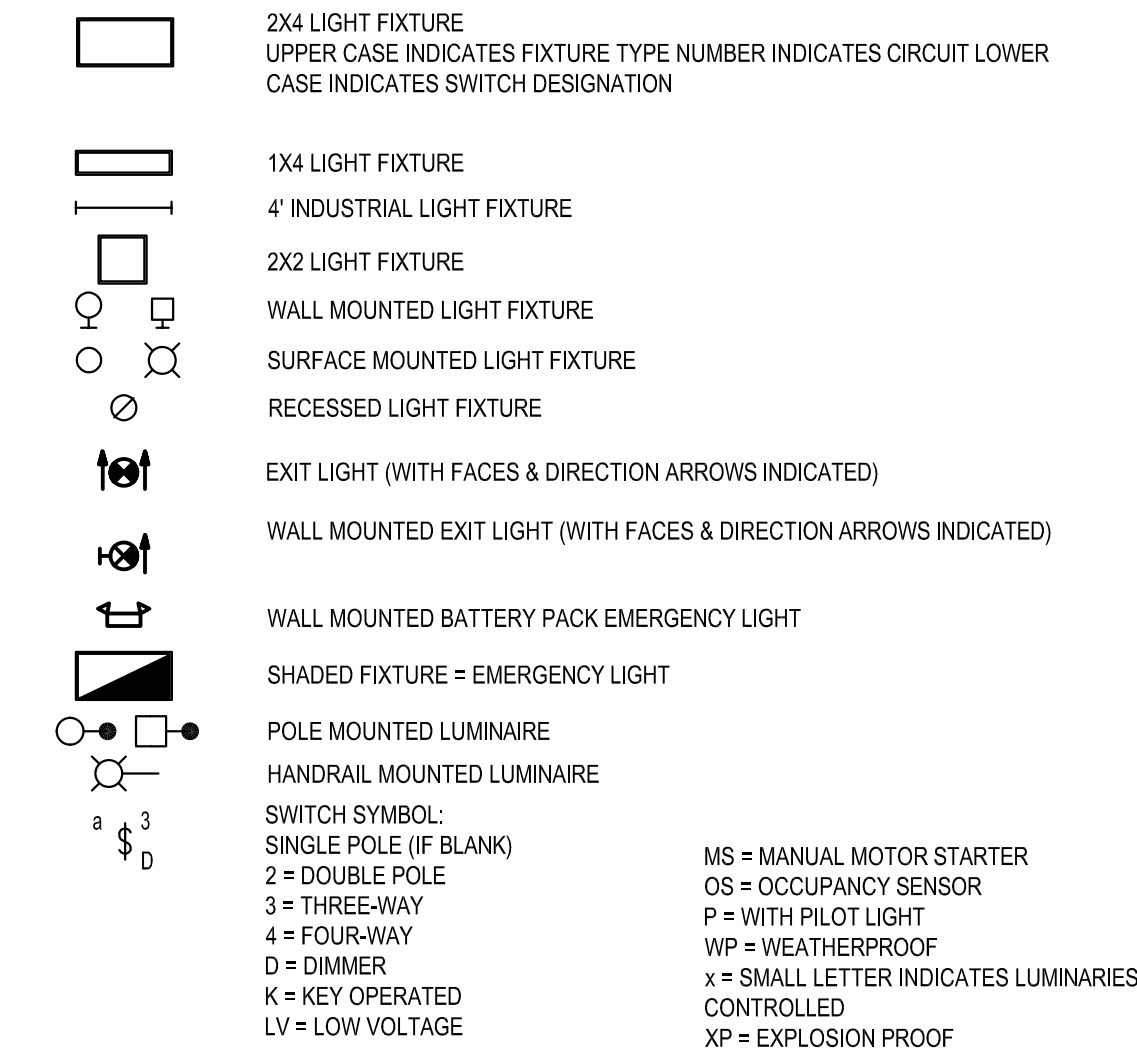 2X4 LIGHT FIXTURE
UPPER CASE INDICATES FIXTURE TYPE NUMBER INDICATES CIRCUIT LOWER
CASE INDICATES SWITCH DESIGNATION
1X4 LIGHT FIXTURE
4' INDUSTRIAL LIGHT FIXTURE
2X2 LIGHT FIXTURE
WALL MOUNTED LIGHT FIXTURE
SURFACE MOUNTED LIGHT FIXTURE
RECESSED LIGHT FIXTURE
EXIT LIGHT (WITH FACES & DIRECTION ARROWS INDICATED)
WALL MOUNTED EXIT LIGHT (WITH FACES & DIRECTION ARROWS INDICATED)
WALL MOUNTED BATTERY PACK EMERGENCY LIGHT
SHADED FIXTURE = EMERGENCY LIGHT
POLE MOUNTED LUMINAIRE
HANDRAIL MOUNTED LUMINAIRE
a $ 3
D
SWITCH SYMBOL:
SINGLE POLE (IF BLANK)
2 = DOUBLE POLE
3 = THREE-WAY
4 = FOUR-WAY
D = DIMMER
K = KEY OPERATED
LV = LOW VOLTAGE
MS = MANUAL MOTOR STARTER
OS = OCCUPANCY SENSOR
P = WITH PILOT LIGHT
WP = WEATHERPROOF
x = SMALL LETTER INDICATES LUMINARIES
CONTROLLED
XP = EXPLOSION PROOF